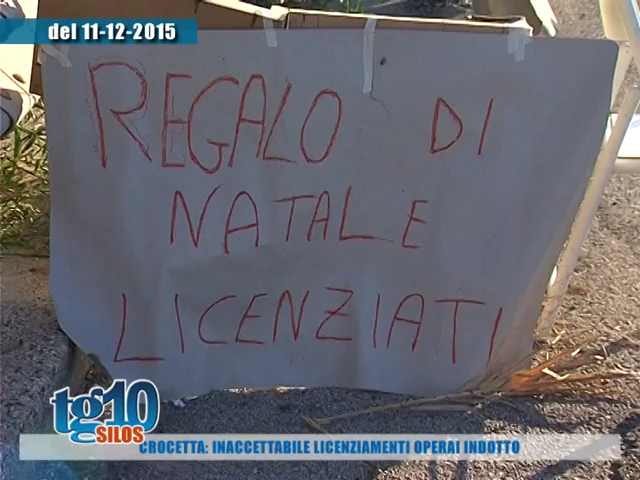 del 11-12-2015
REGALO DI
NATALE
LICENZIATI
tg10
SILOS
CROCETTA: INACCETTABILE LICENZIAMENTI OPERAI INDOTTO